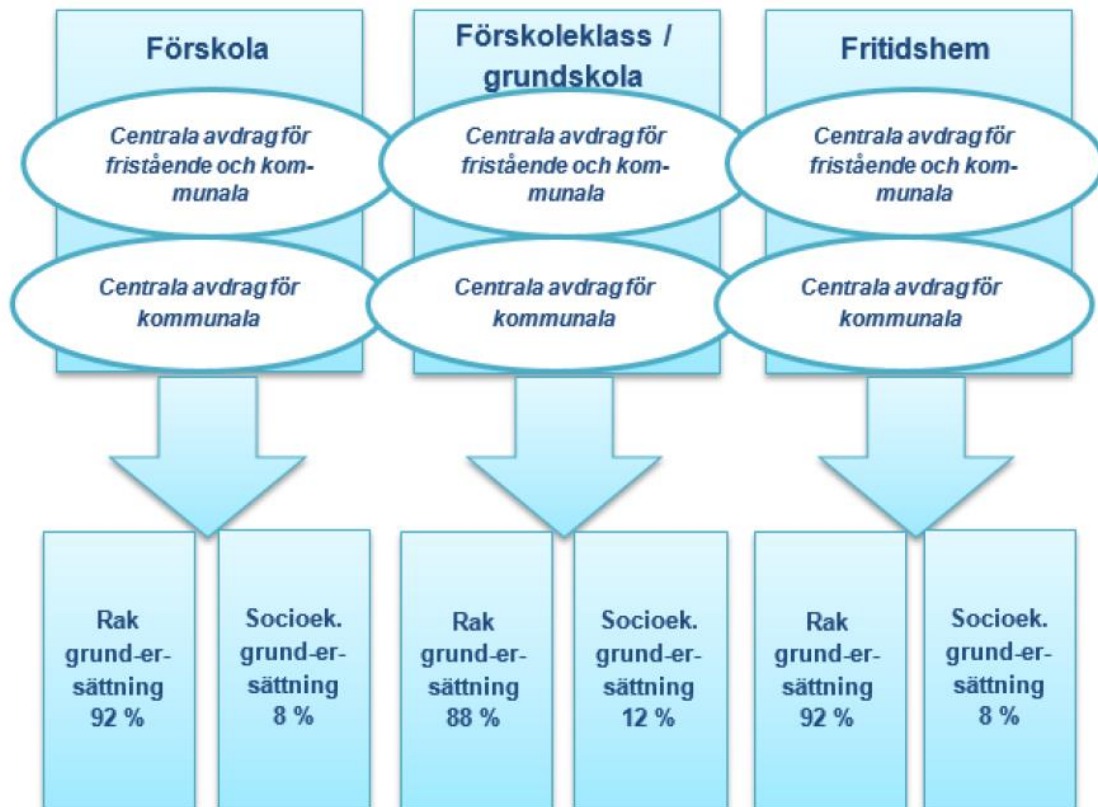 Förskola
Centrala avdrag för
fristående och kom-
munala
Centrala avdrag för
kommunala
Rak
grund-er-
sättning
92 %
Socioek.
grund-er-
sättning
8 %
Förskoleklass /
grundskola
Centrala avdrag för
fristående och kom-
munala
Centrala avdrag för
kommunala
Rak
grund-er-
sättning
88 %
Socioek.
grund-er-
sättning
12 %
Fritidshem
Centrala avdrag för
fristående och kom-
munala
Centrala avdrag för
kommunala
Rak
grund-er-
sättning
92 %
Socioek.
grund-er-
sättning
8 %